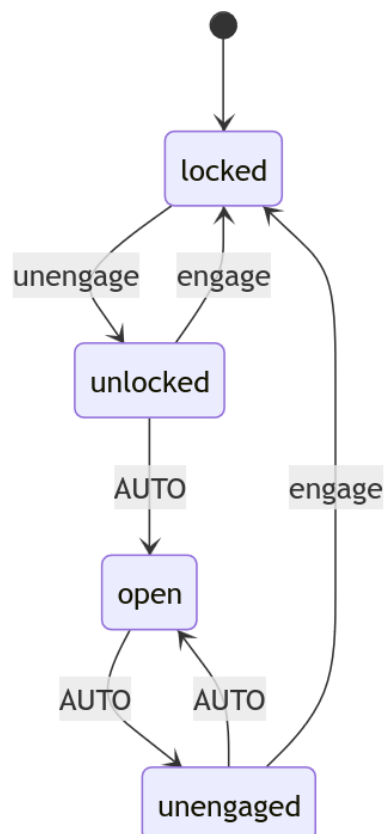 locked
unengage
engage
unlocked
AUTO
engage
open
AUTO
AUTO
unengaged